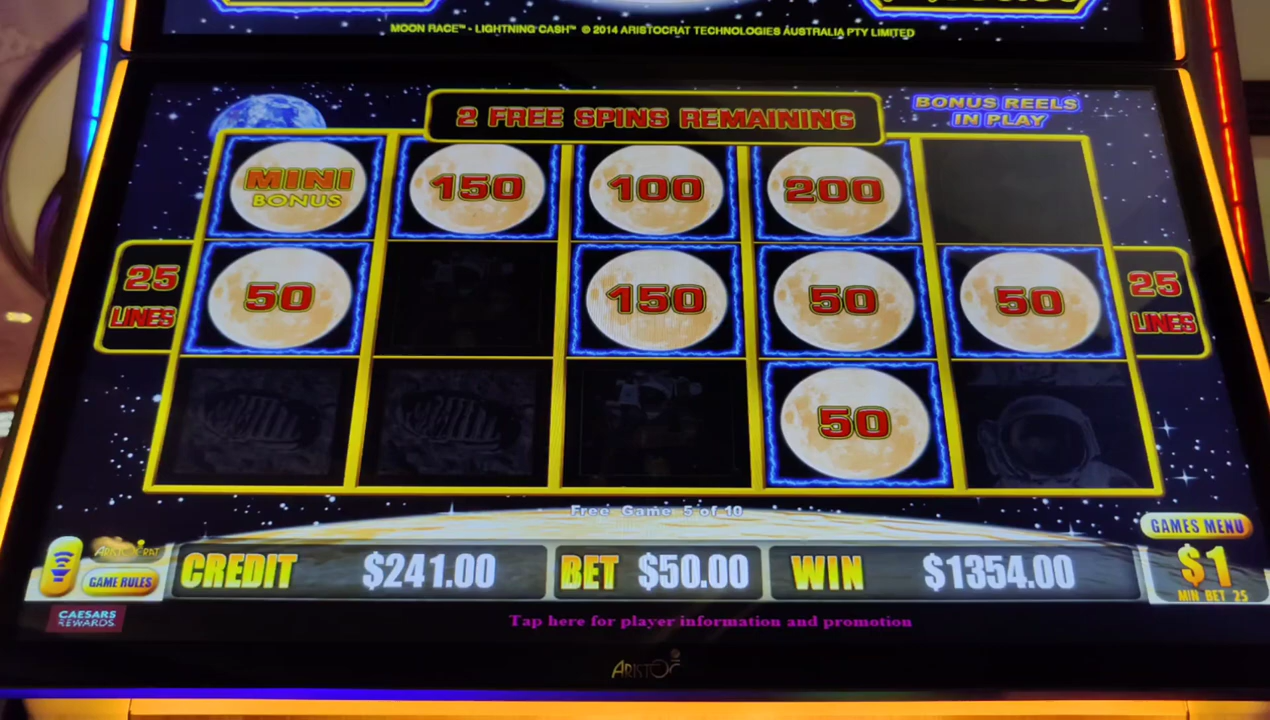 MOON RACE™ - LIGHTNING CASH™ © 2014 ARISTOCRAT TECHNOLOGIES AUSTRALIA PTY LIMITED
2 FREE SPINS REMAINING
BONUS REELS
IN PLAY
MINI
BONUS
150
100
200
25
LINES
50
150
50
50
25
LINES
50
Free Game 5 of 10
GAMES MENU
ARISTOCRAT
GAME RULES
CREDIT $241.00
BET $50.00
WIN $1354.00
$1
MIN BET 25
CAESARS
REWARDS
Tap here for player information and promotion